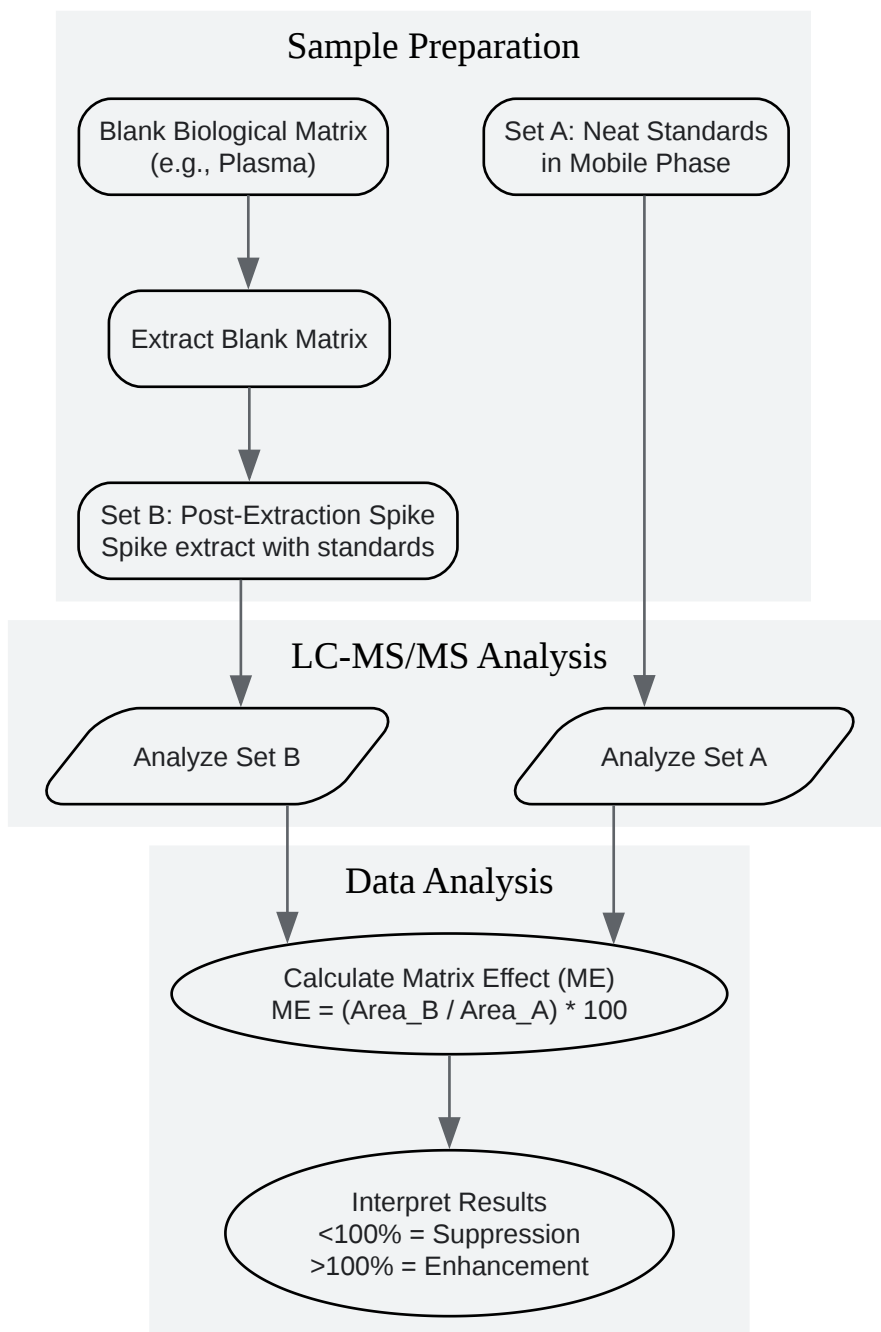 Sample Preparation
Blank Biological Matrix
(e.g., Plasma)
Set A: Neat Standards
in Mobile Phase
Extract Blank Matrix
Set B: Post-Extraction Spike
Spike extract with standards
LC-MS/MS Analysis
Analyze Set B
Analyze Set A
Data Analysis
Calculate Matrix Effect (ME)
ME = (Area_B / Area_A) * 100
Interpret Results
<100% = Suppression
>100% = Enhancement